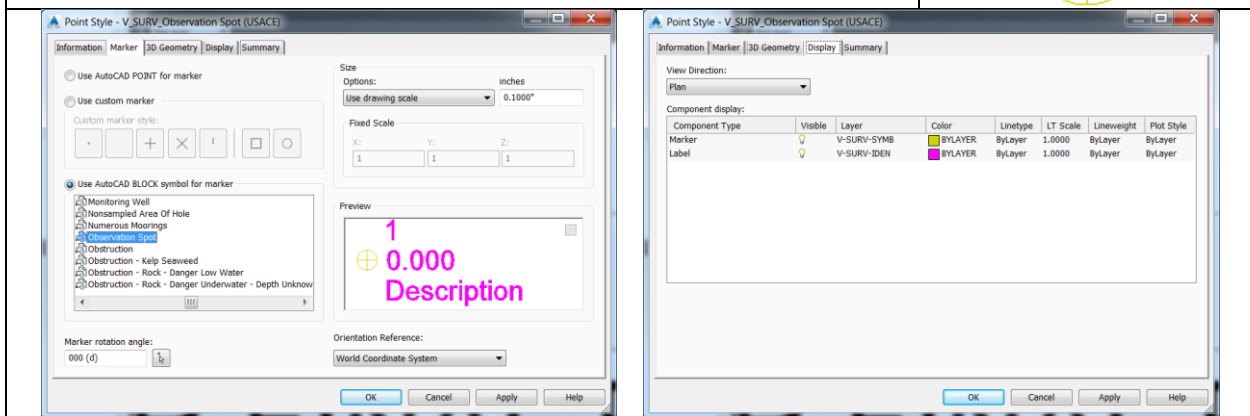 Point Style - V_SURV_Observation Spot (USACE)
Information Marker 3D Geometry Display Summary
Use AutoCAD POINT for marker
Use custom marker
Custom marker style:
Use AutoCAD BLOCK symbol for marker
Monitoring Well
Nonsampled Area Of Hole
Numerous Moorings
Observation Spot
Obstruction
Obstruction - Kelp Seaweed
Obstruction - Rock - Danger Low Water
Obstruction - Rock - Danger Underwater - Depth Unknow
Marker rotation angle:
000 (d)
Size
Options: inches
Use drawing scale 0.1000"
Fixed Scale
X: Y: Z:
1 1 1
Preview
1
0.000
Description
Orientation Reference:
World Coordinate System
OK Cancel Apply Help
Point Style - V_SURV_Observation Spot (USACE)
Information Marker 3D Geometry Display Summary
View Direction:
Plan
Component display:
Component Type Visible Layer Color Linetype LT Scale Lineweight Plot Style
Marker V-SURV-SYMB BYLAYER ByLayer 1.0000 ByLayer ByLayer
Label V-SURV-IDEN BYLAYER ByLayer 1.0000 ByLayer ByLayer
OK Cancel Apply Help